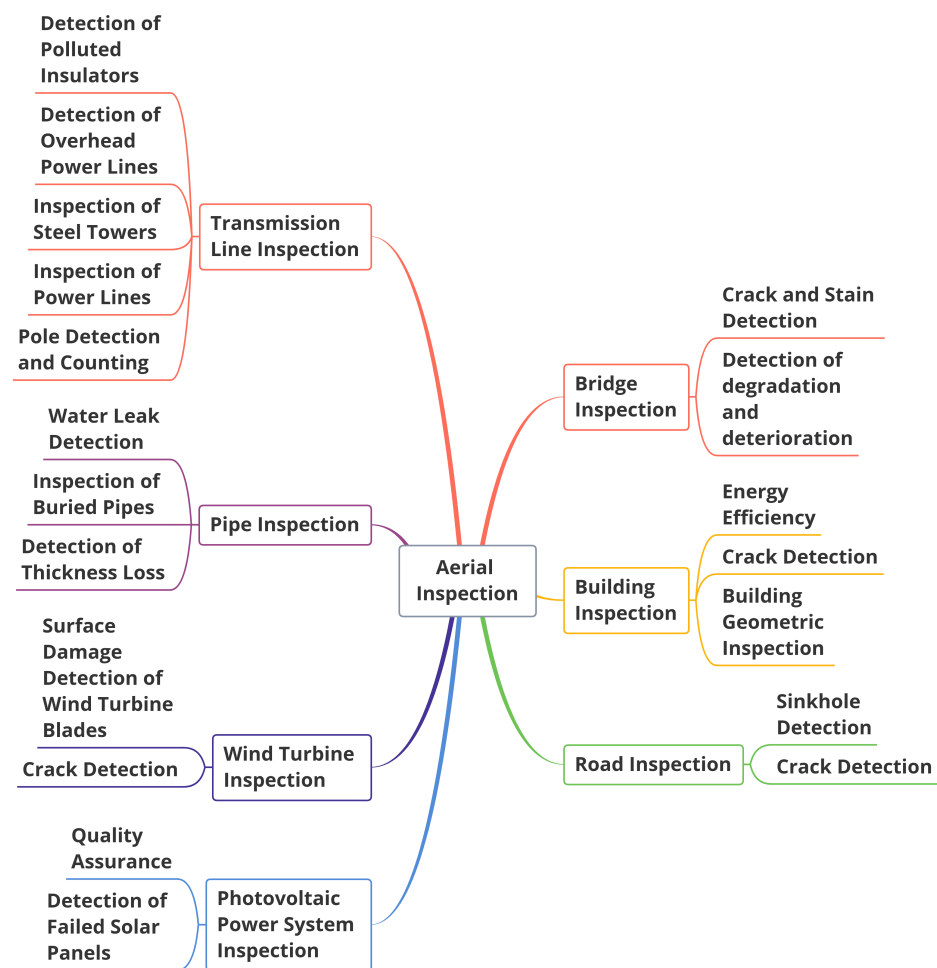 Detection of
Polluted
Insulators
Detection of
Overhead
Power Lines
Inspection of
Steel Towers
Inspection of
Power Lines
Pole Detection
and Counting
Transmission
Line Inspection
Water Leak
Detection
Inspection of
Buried Pipes
Detection of
Thickness Loss
Pipe Inspection
Surface
Damage
Detection of
Wind Turbine
Blades
Crack Detection
Wind Turbine
Inspection
Quality
Assurance
Detection of
Failed Solar
Panels
Photovoltaic
Power System
Inspection
Aerial
Inspection
Bridge
Inspection
Crack and Stain
Detection
Detection of
degradation
and
deterioration
Building
Inspection
Energy
Efficiency
Crack Detection
Building
Geometric
Inspection
Road Inspection
Sinkhole
Detection
Crack Detection